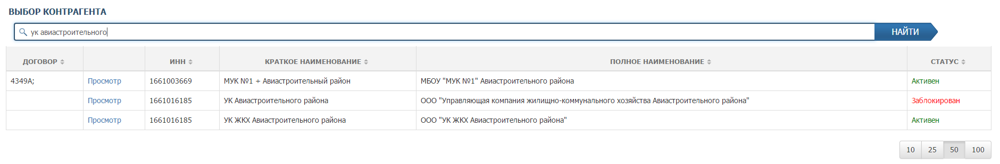 ВЫБОР КОНТРАГЕНТА
ук авиастроительного НАЙТИ
ДОГОВОР ИНН КРАТКОЕ НАИМЕНОВАНИЕ ПОЛНОЕ НАИМЕНОВАНИЕ СТАТУС
4349А; Просмотр 1661003669 МУК №1 + Авиастроительный район МБОУ "МУК №1" Авиастроительного района Активен
Просмотр 1661016185 УК Авиастроительного района ООО "Управляющая компания жилищно-коммунального хозяйства Авиастроительного района" Заблокирован
Просмотр 1661016185 УК ЖКХ Авиастроительного района ООО "УК ЖКХ Авиастроительного района" Активен
10 25 50 100